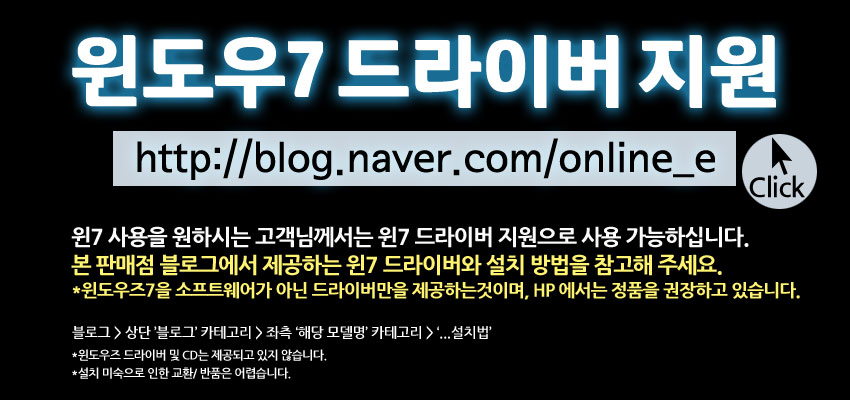 윈도우7 드라이버 지원
http://blog.naver.com/online_e
Click
윈7 사용을 원하시는 고객님께서는 윈7 드라이버 지원으로 사용 가능하십니다.
본 판매점 블로그에서 제공하는 윈7 드라이버와 설치 방법을 참고해 주세요.
*윈도우즈7을 소프트웨어가 아닌 드라이버만을 제공하는것이며, HP 에서는 정품을 권장하고 있습니다.
블로그 > 상단 '블로그' 카테고리 > 좌측 '해당 모델명' 카테고리 > '...설치법'
*윈도우즈 드라이버 및 CD는 제공되고 있지 않습니다.
*설치 미숙으로 인한 교환/ 반품은 어렵습니다.